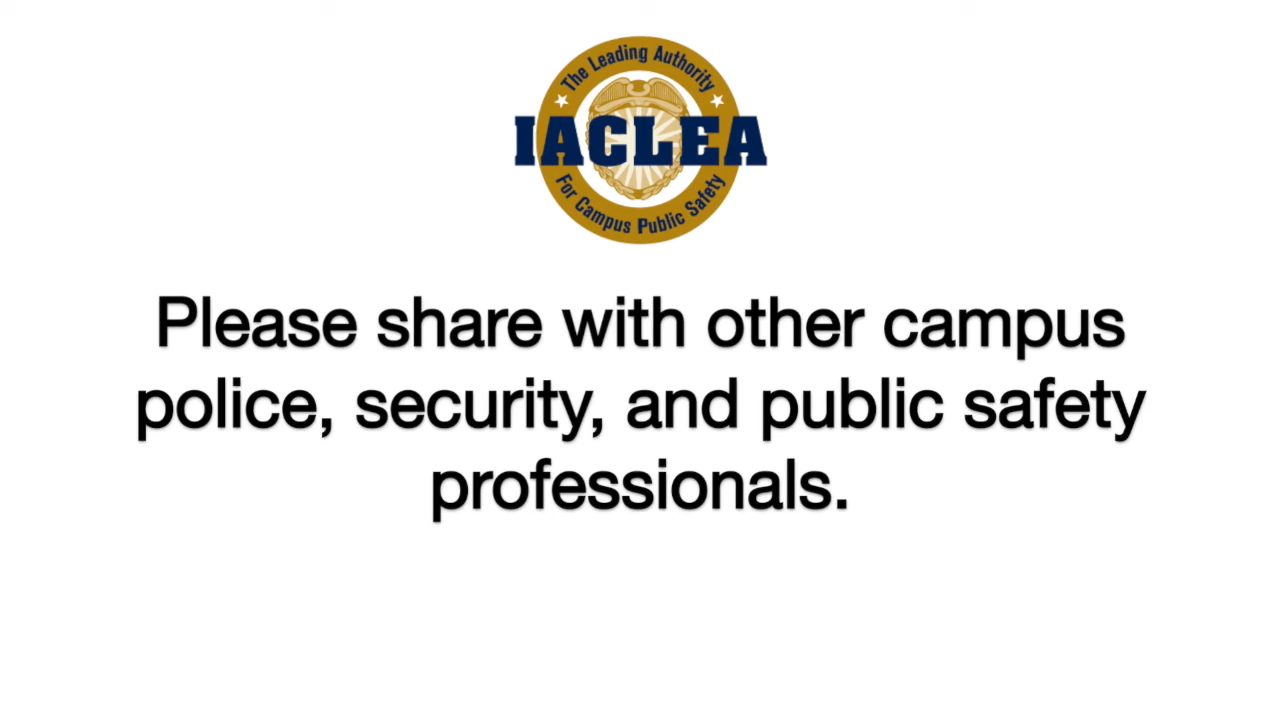 The Leading Authority
IACLEA
For Campus Public Safety
Please share with other campus
police, security, and public safety
professionals.